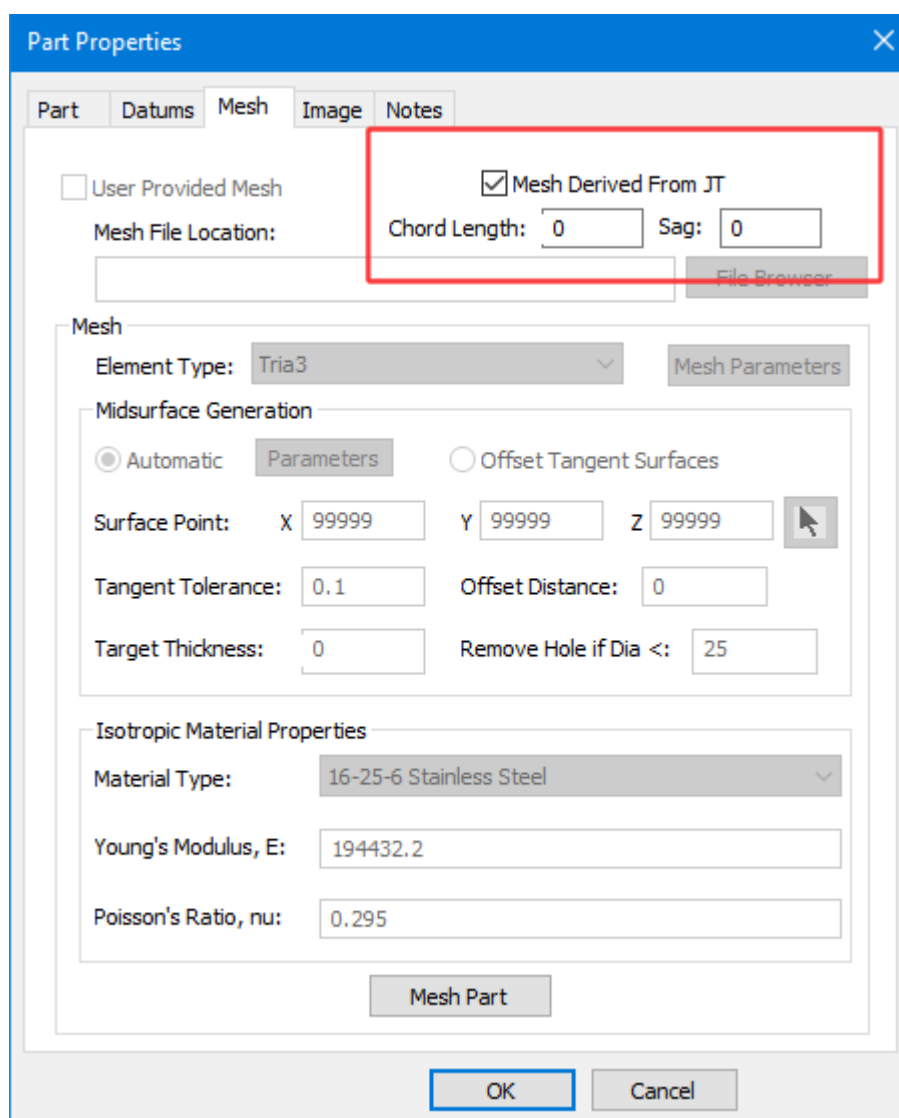 Part Properties
Part Datums Mesh Image Notes
User Provided Mesh Mesh Derived From JT
Mesh File Location: Chord Length: 0 Sag: 0
File Browser
Mesh
Element Type: Tria3 Mesh Parameters
Midsurface Generation
Automatic Parameters Offset Tangent Surfaces
Surface Point: X 99999 Y 99999 Z 99999
Tangent Tolerance: 0.1 Offset Distance: 0
Target Thickness: 0 Remove Hole if Dia <: 25
Isotropic Material Properties
Material Type: 16-25-6 Stainless Steel
Young's Modulus, E: 194432.2
Poisson's Ratio, nu: 0.295
Mesh Part
OK Cancel